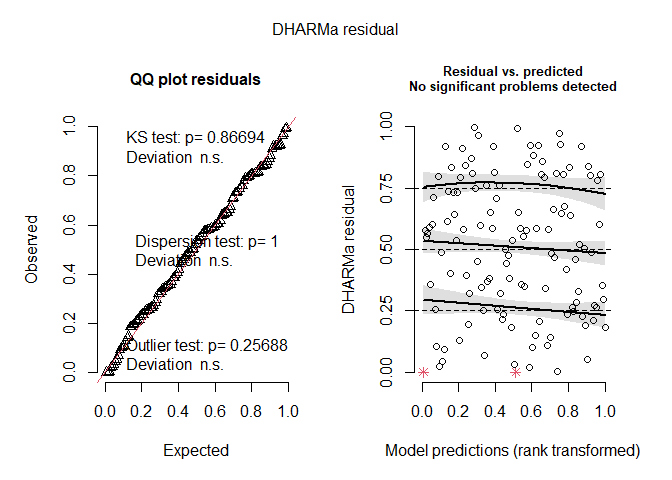 DHARMa residual
QQ plot residuals
KS test: p= 0.86694
Deviation n.s.
Dispersion test: p= 1
Deviation n.s.
Outlier test: p= 0.25688
Deviation n.s.
Observed
0.0 0.2 0.4 0.6 0.8 1.0
0.0 0.2 0.4 0.6 0.8 1.0
Expected
Residual vs. predicted
No significant problems detected
DHARMa residual
0.00 0.25 0.50 0.75 1.00
0.0 0.2 0.4 0.6 0.8 1.0
Model predictions (rank transformed)